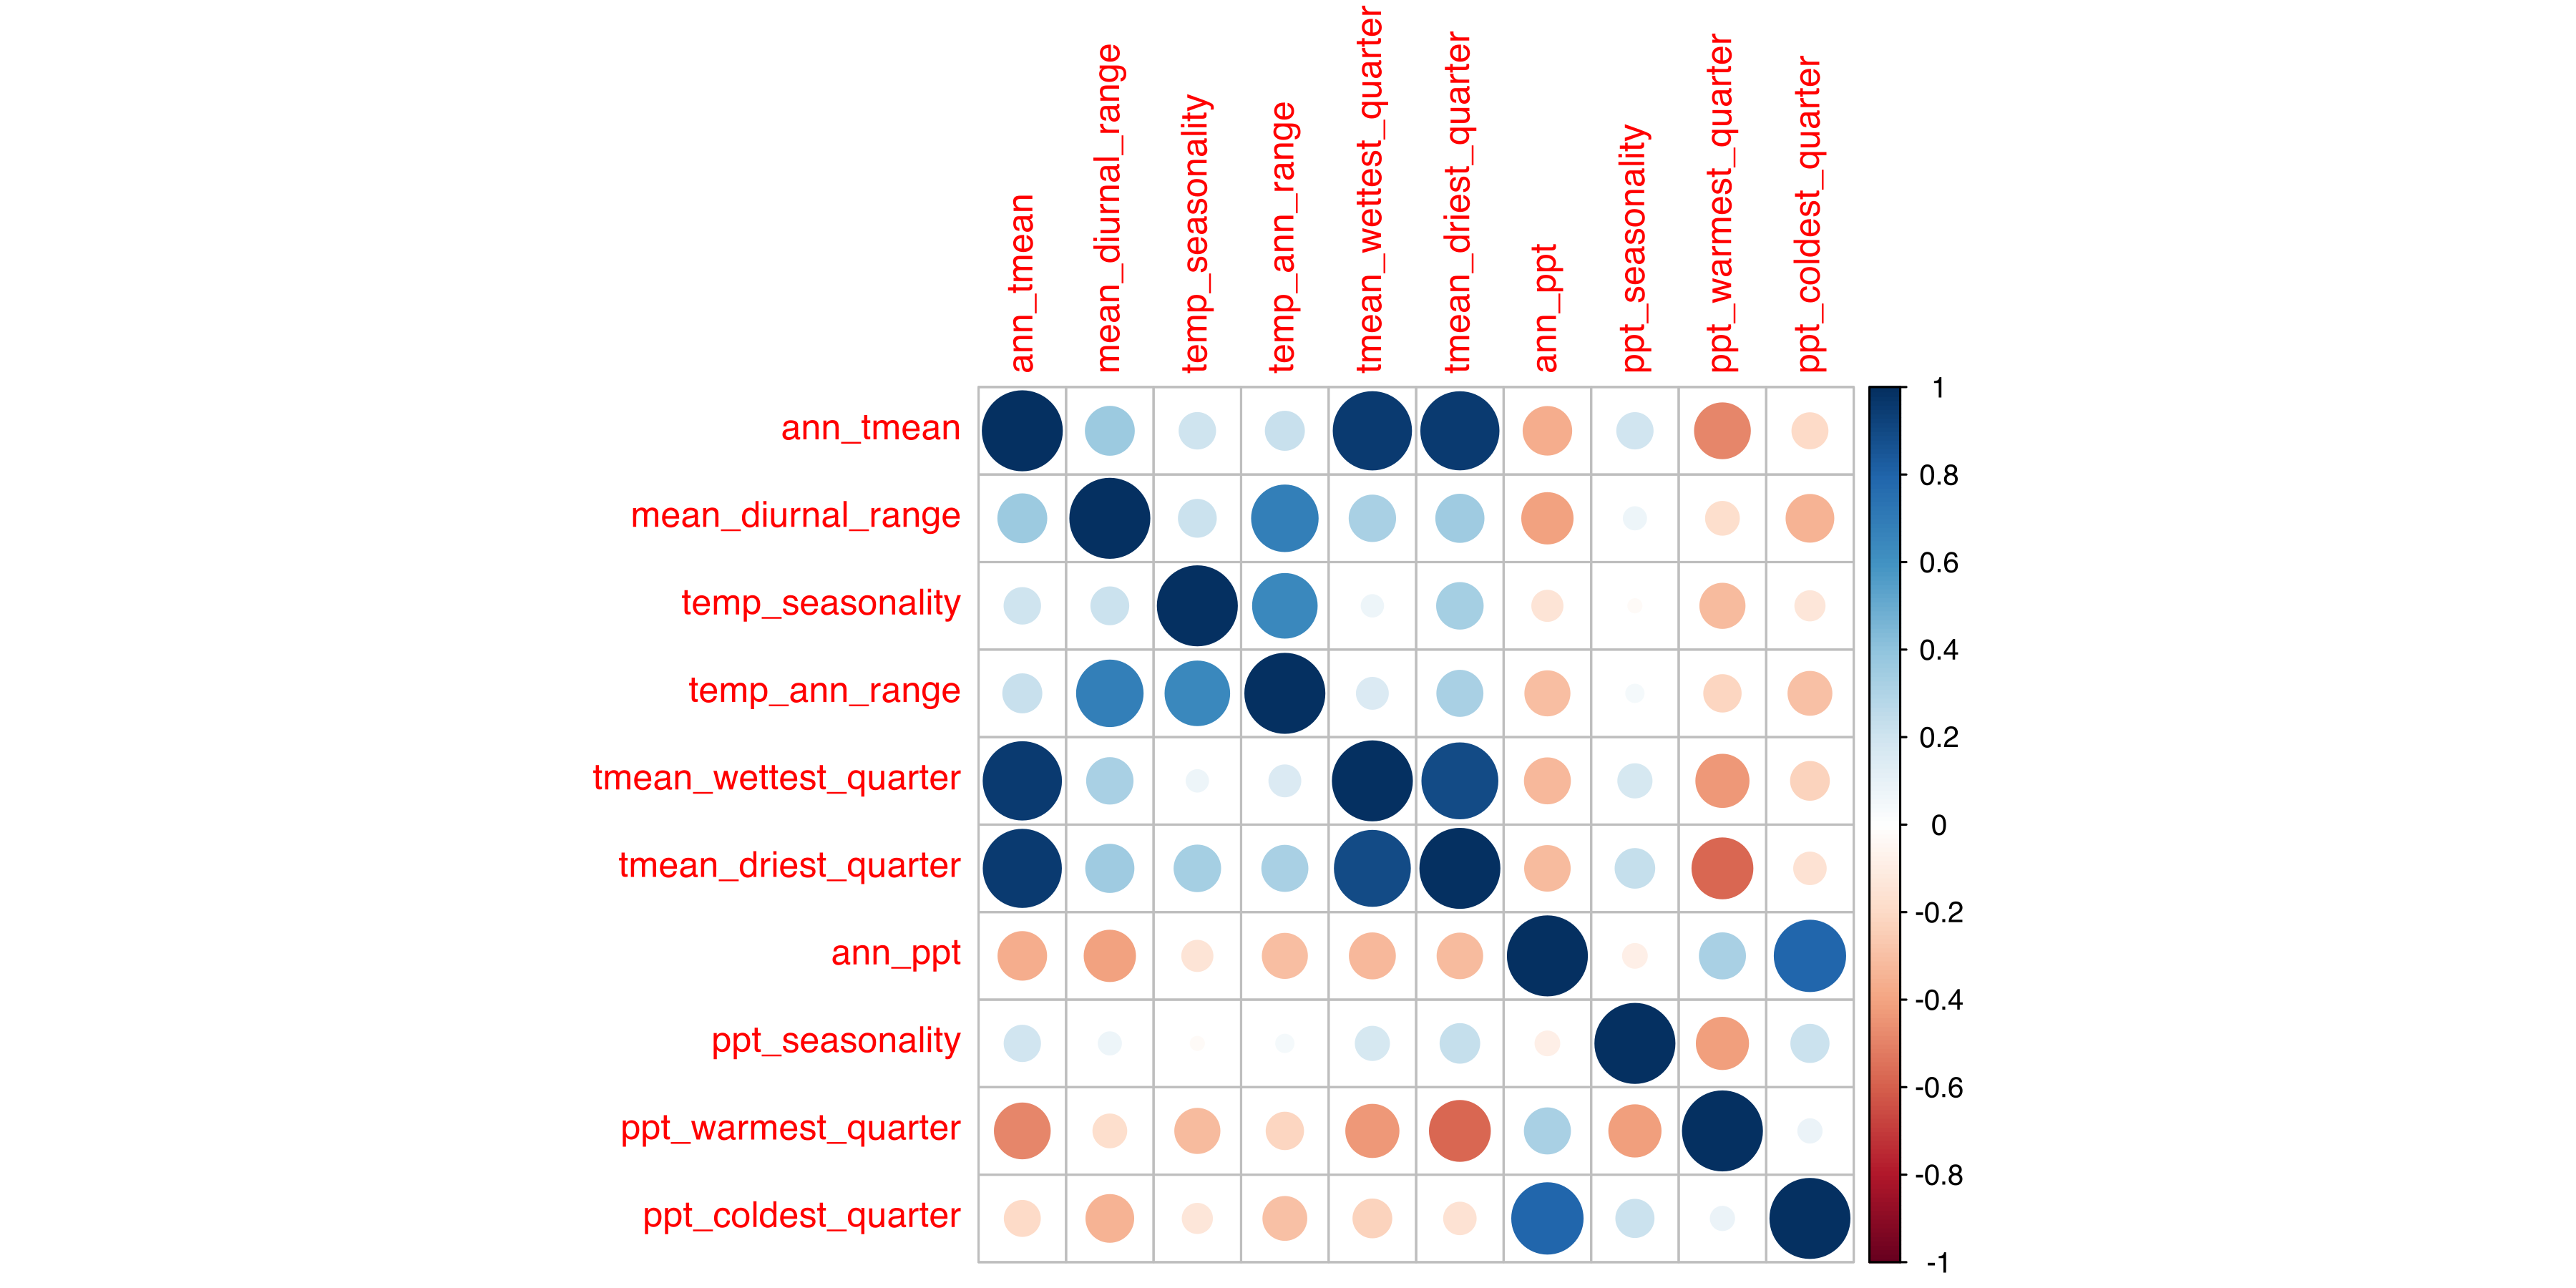 ann_tmean
mean_diurnal_range
temp_seasonality
temp_ann_range
tmean_wettest_quarter
tmean_driest_quarter
ann_ppt
ppt_seasonality
ppt_warmest_quarter
ppt_coldest_quarter
ann_tmean
mean_diurnal_range
temp_seasonality
temp_ann_range
tmean_wettest_quarter
tmean_driest_quarter
ann_ppt
ppt_seasonality
ppt_warmest_quarter
ppt_coldest_quarter
1
0.8
0.6
0.4
0.2
0
-0.2
-0.4
-0.6
-0.8
-1